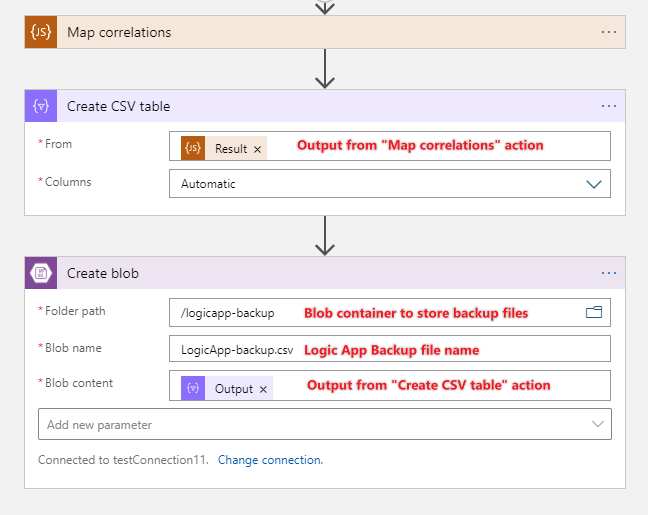 {JS} Map correlations ...
Create CSV table ...
* From {JS} Result × Output from "Map correlations" action
* Columns Automatic
Create blob ...
* Folder path /logicapp-backup Blob container to store backup files
* Blob name LogicApp-backup.csv Logic App Backup file name
* Blob content Output × Output from "Create CSV table" action
Add new parameter
Connected to testConnection11. Change connection.